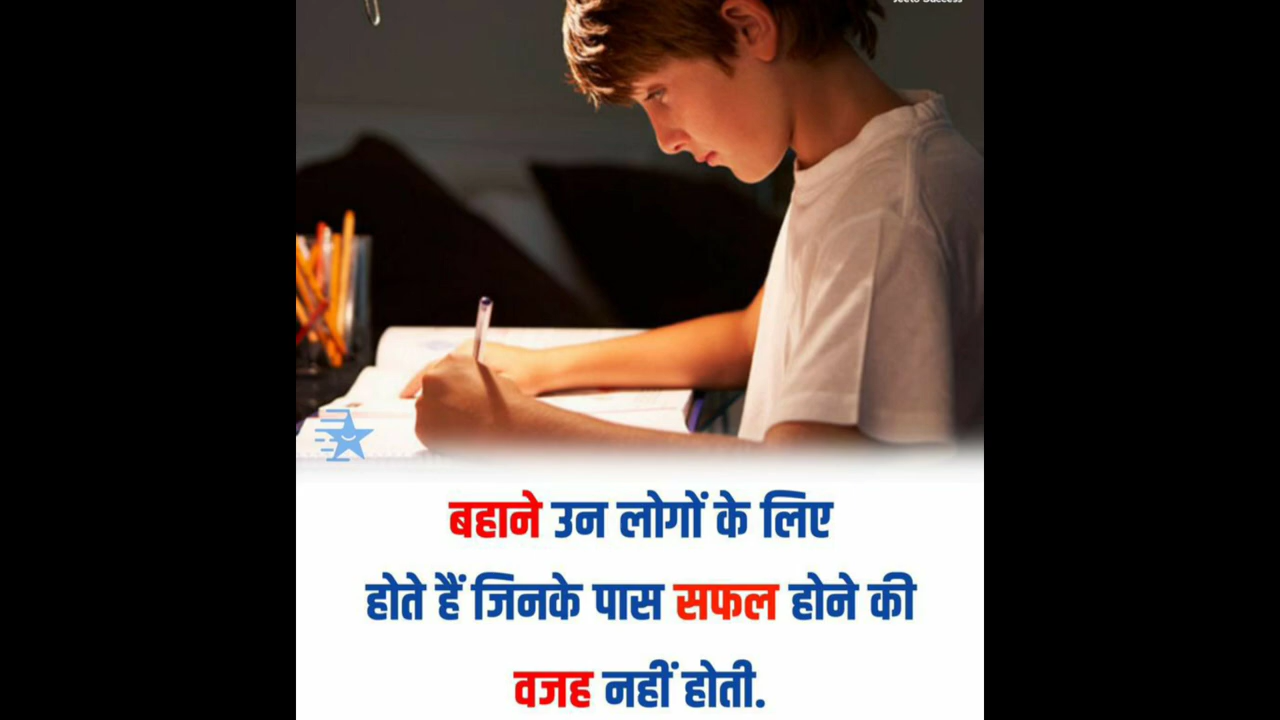 बहाने उन लोगों के लिए
होते हैं जिनके पास सफल होने की
वजह नहीं होती.